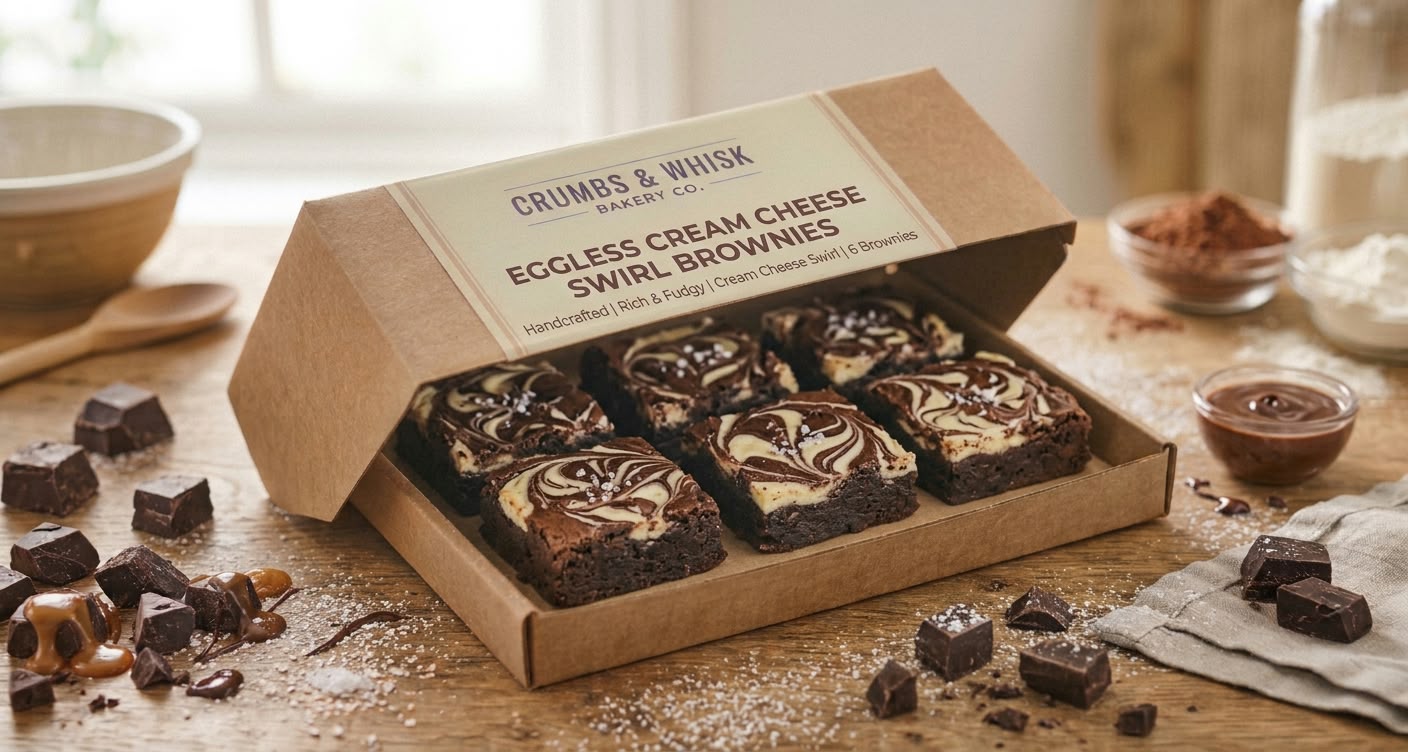 CRUMBS & WHISK
BAKERY CO.
EGGLESS CREAM CHEESE
SWIRL BROWNIES
Handcrafted | Rich & Fudgy | Cream Cheese Swirl | 6 Brownies